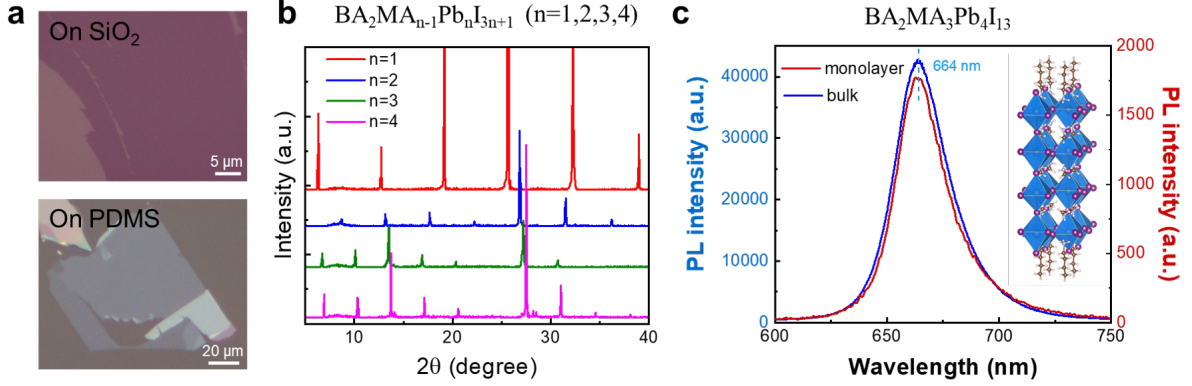 a
On SiO₂
5 μm
On PDMS
20 μm
b
BA₂MAₙ₋₁PbₙI₃ₙ₊₁ (n=1,2,3,4)
n=1
n=2
n=3
n=4
Intensity (a.u.)
10 20 30 40
2θ (degree)
c
BA₂MA₃Pb₄I₁₃
monolayer
bulk
664 nm
PL intensity (a.u.)
40000
30000
20000
10000
0
2000
1500
1000
500
0
PL intensity (a.u.)
600 650 700 750
Wavelength (nm)